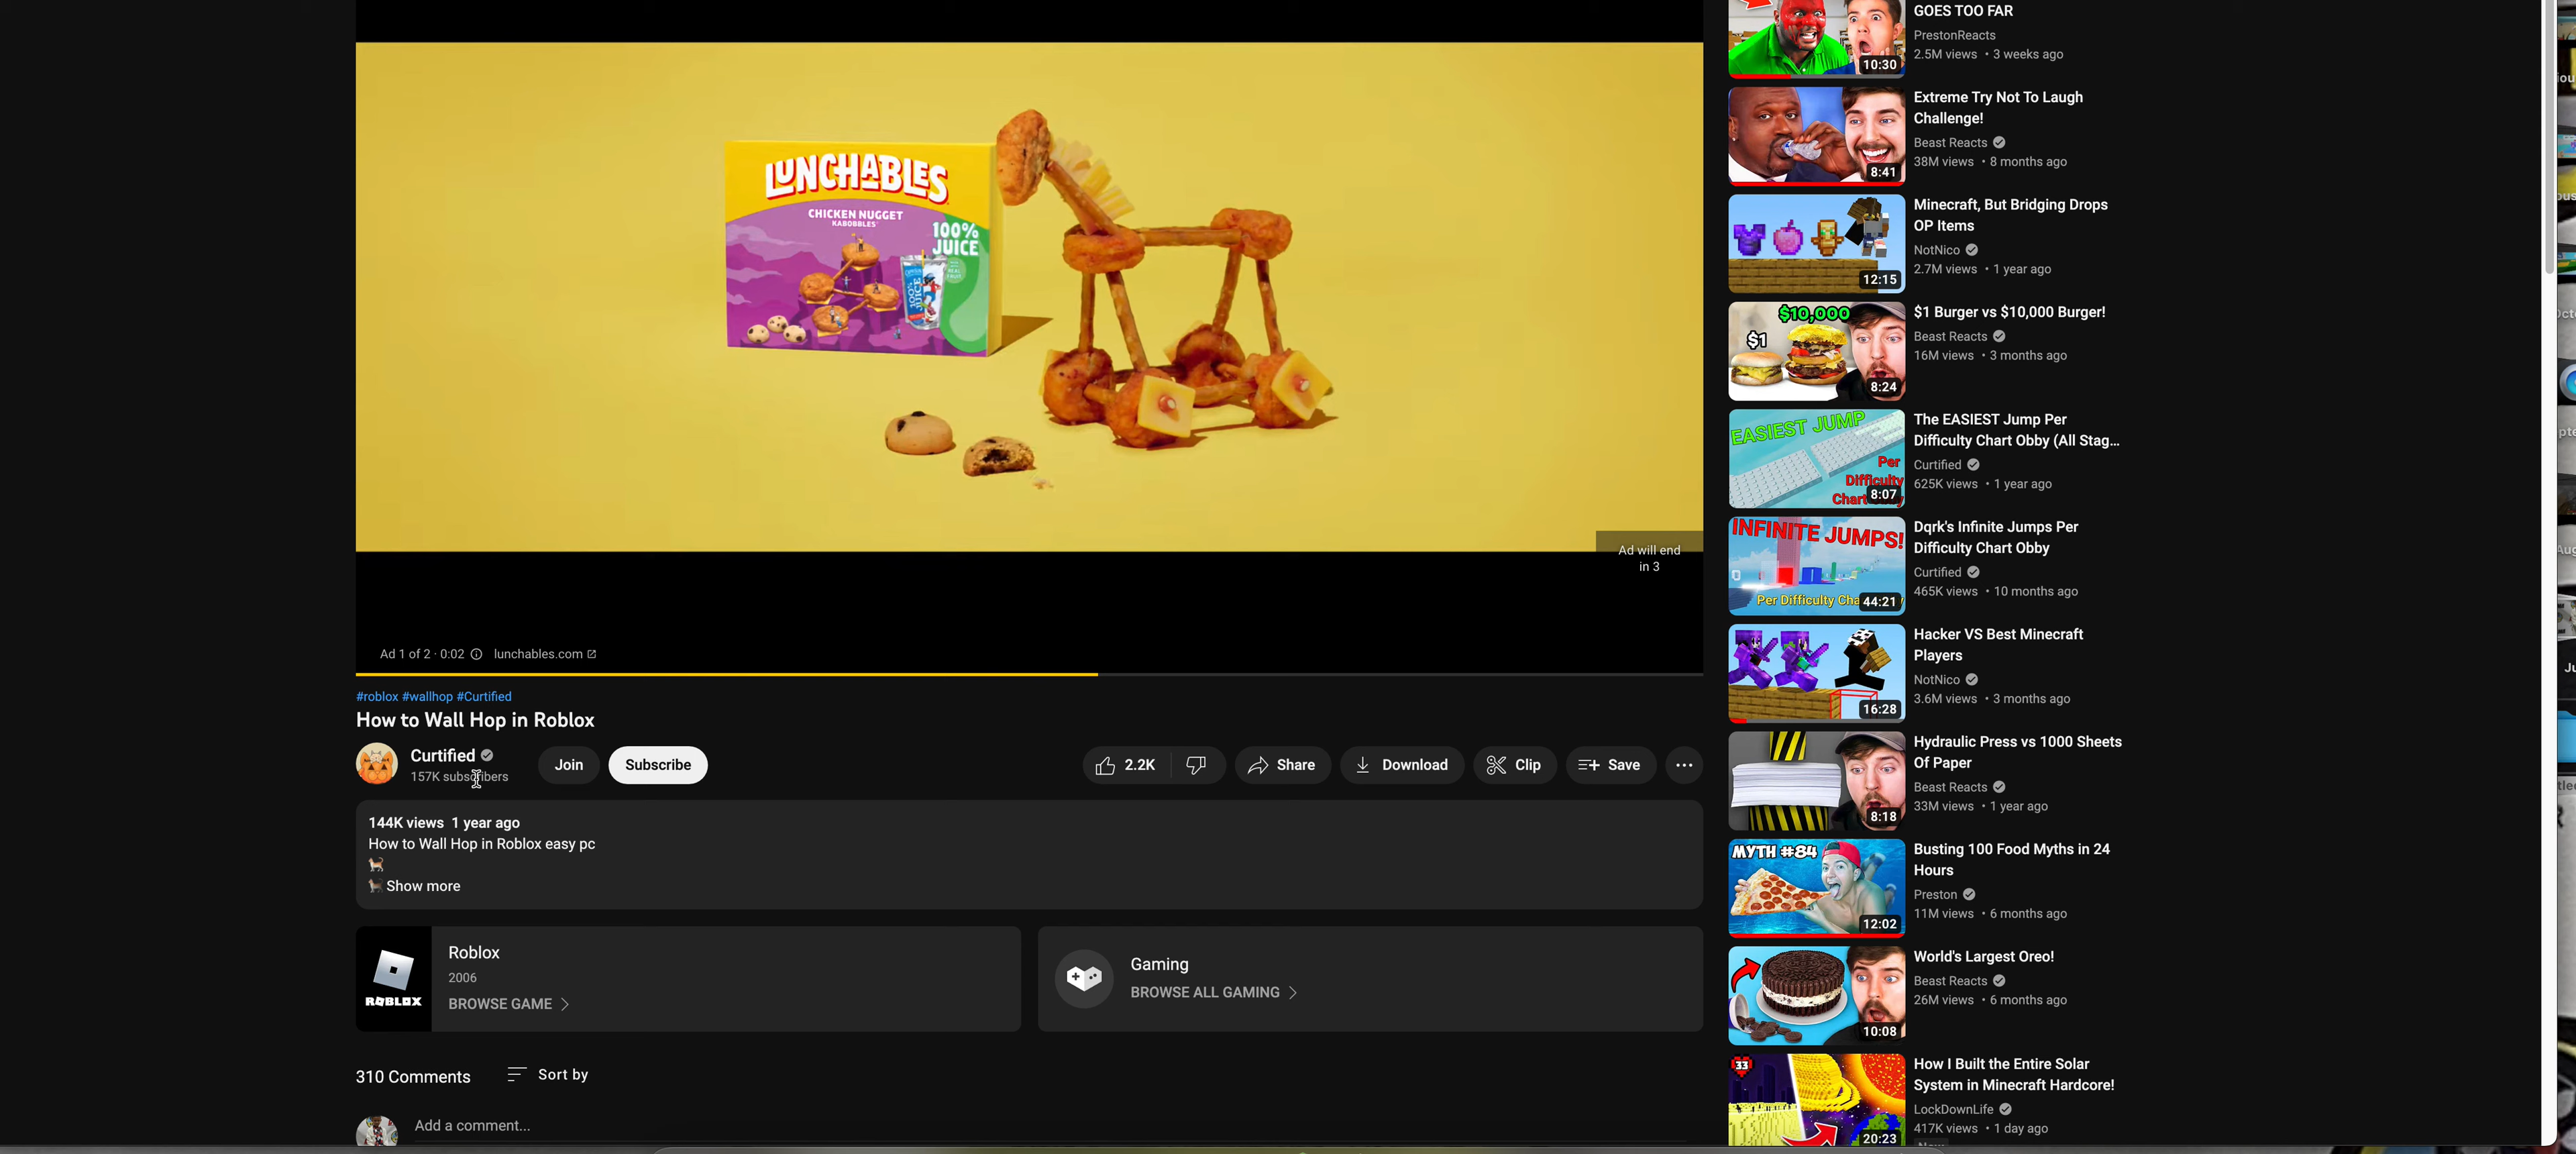 LUNCHABLES
CHICKEN NUGGET
KABOBBLES
100%
JUICE
100%
JUICE
Ad will end
in 3
Ad 1 of 2 · 0:02
lunchables.com
#roblox #wallhop #Curtified
How to Wall Hop in Roblox
Curtified
157K subscribers
Join
Subscribe
2.2K
Share
Download
Clip
Save
144K views 1 year ago
How to Wall Hop in Roblox easy pc
Show more
ROBLOX
Roblox
2006
BROWSE GAME
Gaming
BROWSE ALL GAMING
310 Comments
Sort by
Add a comment...
GOES TOO FAR
PrestonReacts
2.5M views • 3 weeks ago
10:30
Extreme Try Not To Laugh
Challenge!
Beast Reacts
38M views • 8 months ago
8:41
Minecraft, But Bridging Drops
OP Items
NotNico
2.7M views • 1 year ago
12:15
$10,000
$1
$1 Burger vs $10,000 Burger!
Beast Reacts
16M views • 3 months ago
8:24
EASIEST JUMP
Per
Difficulty
Chart
8:07
The EASIEST Jump Per
Difficulty Chart Obby (All Stag...
Curtified
625K views • 1 year ago
INFINITE JUMPS!
Per Difficulty Cha
44:21
Dqrk's Infinite Jumps Per
Difficulty Chart Obby
Curtified
465K views • 10 months ago
Hacker VS Best Minecraft
Players
NotNico
3.6M views • 3 months ago
16:28
Hydraulic Press vs 1000 Sheets
Of Paper
Beast Reacts
33M views • 1 year ago
8:18
MYTH #84
12:02
Busting 100 Food Myths in 24
Hours
Preston
11M views • 6 months ago
World's Largest Oreo!
Beast Reacts
26M views • 6 months ago
10:08
33
How I Built the Entire Solar
System in Minecraft Hardcore!
LockDownLife
417K views • 1 day ago
20:23